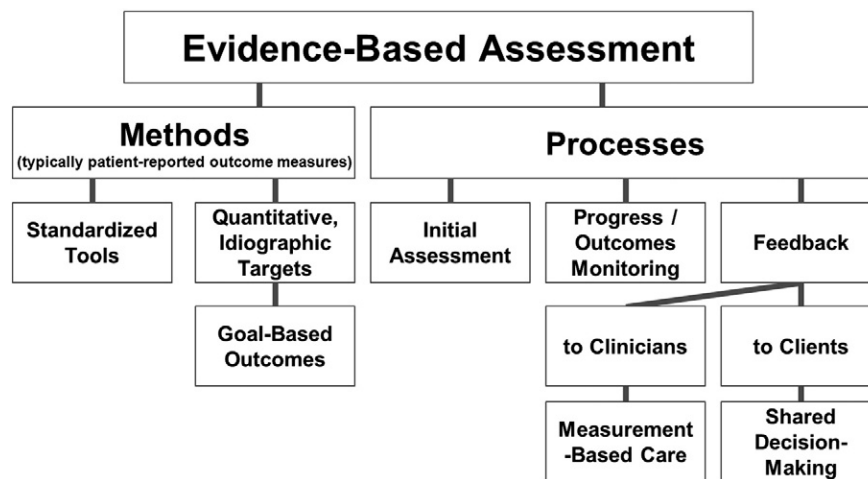 Evidence-Based Assessment
Methods
(typically patient-reported outcome measures)
Processes
Standardized
Tools
Quantitative,
Idiographic
Targets
Initial
Assessment
Progress /
Outcomes
Monitoring
Feedback
Goal-Based
Outcomes
to Clinicians
to Clients
Measurement
-Based Care
Shared
Decision-
Making